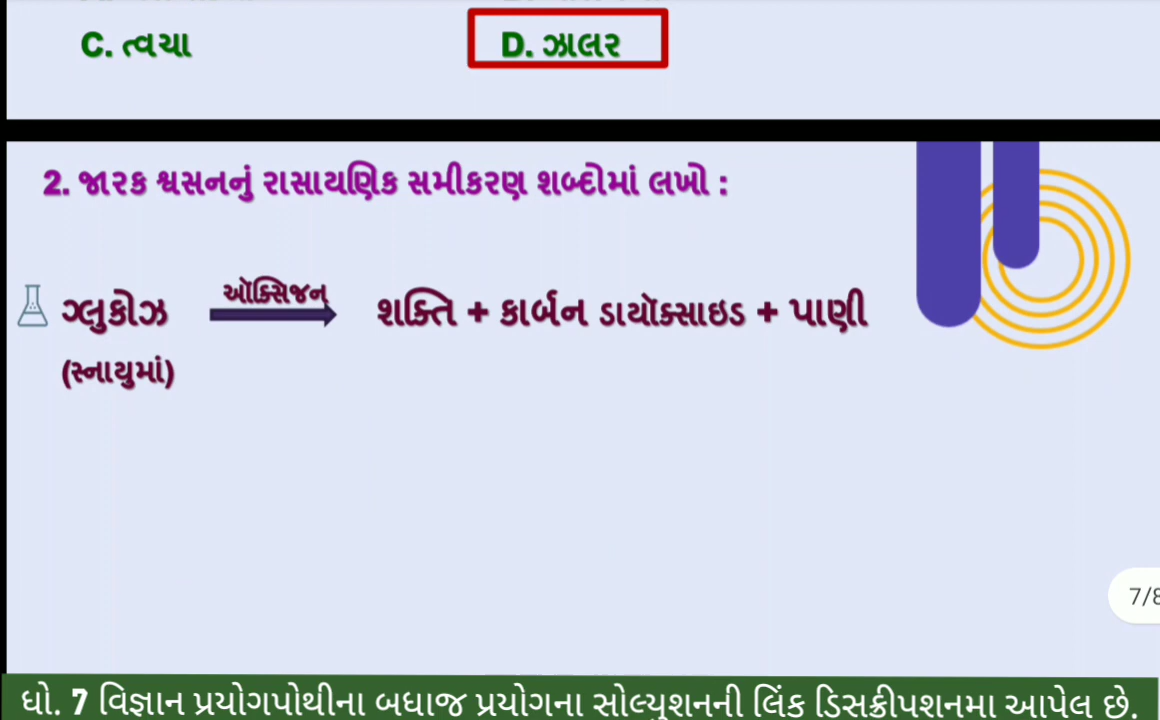 C. ત્વચા
D. ઝાલર
2. જારક શ્વસનનું રાસાયણિક સમીકરણ શબ્દોમાં લખો :
ઑક્સિજન
ગ્લુકોઝ શક્તિ + કાર્બન ડાયૉક્સાઇડ + પાણી
(સ્નાયુમાં)
7/8
ધો. 7 વિજ્ઞાન પ્રયોગપોથીના બધાજ પ્રયોગના સોલ્યુશનની લિંક ડિસક્રીપશનમા આપેલ છે.